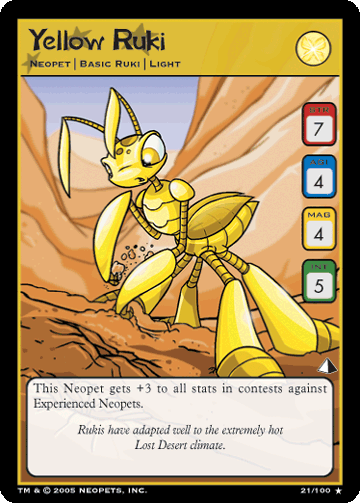 Yellow Ruki
NEOPET | BASIC RUKI | LIGHT
STR
7
AGI
4
MAG
4
INT
5
This Neopet gets +3 to all stats in contests against
Experienced Neopets.
Rukis have adapted well to the extremely hot
Lost Desert climate.
TM & © 2005 NEOPETS, INC.
21/100 ★